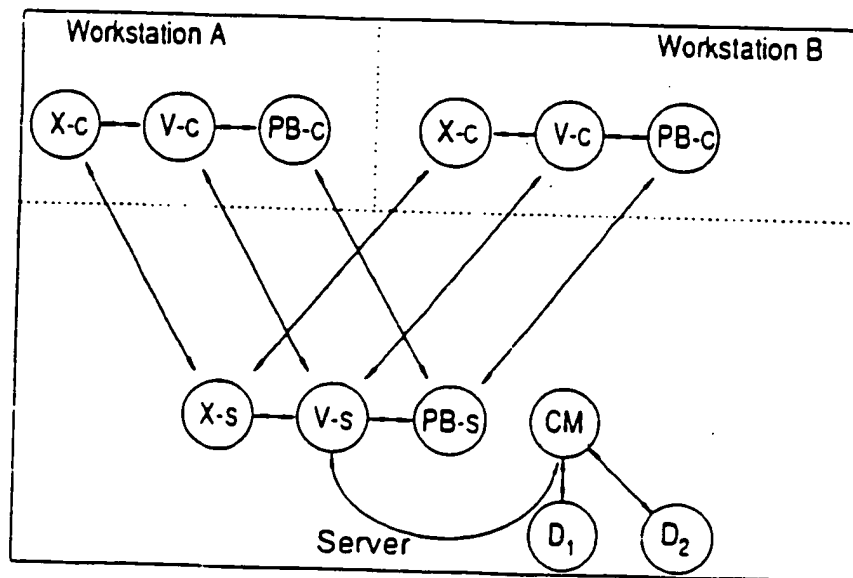 Workstation A
Workstation B
X-c V-c PB-c X-c V-c PB-c
X-s V-s PB-s CM
Server D1 D2